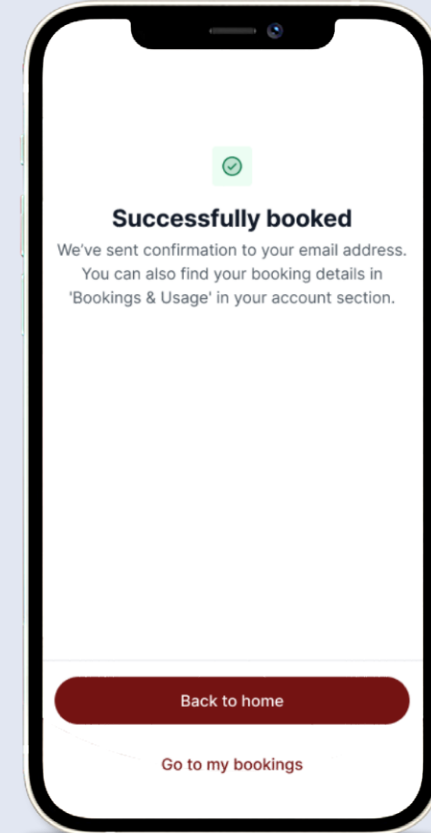 Successfully booked
We've sent confirmation to your email address.
You can also find your booking details in
'Bookings & Usage' in your account section.
Back to home
Go to my bookings